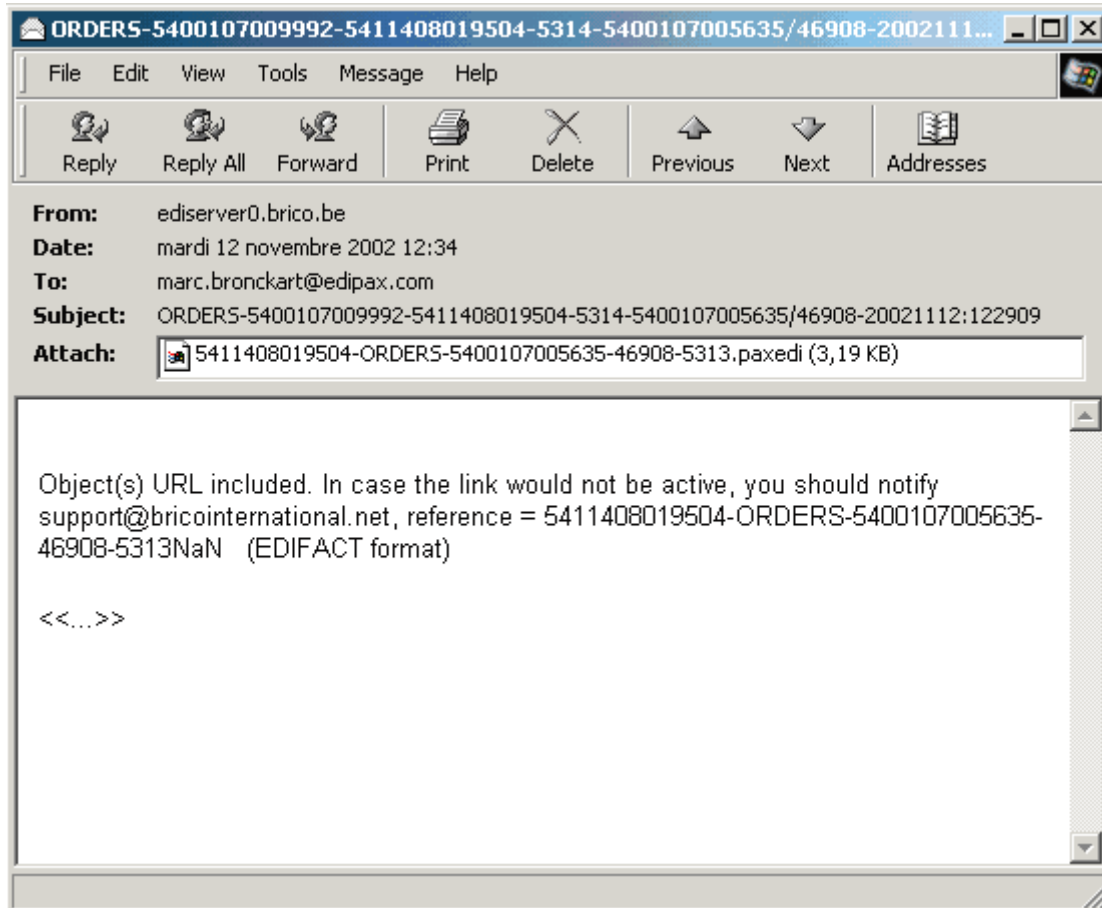 ORDERS-5400107009992-5411408019504-5314-5400107005635/46908-2002111...
File Edit View Tools Message Help
Reply Reply All Forward Print Delete Previous Next Addresses
From: ediserver0.brico.be
Date: mardi 12 novembre 2002 12:34
To: marc.bronckart@edipax.com
Subject: ORDERS-5400107009992-5411408019504-5314-5400107005635/46908-20021112:122909
Attach: 5411408019504-ORDERS-5400107005635-46908-5313.paxedi (3,19 KB)
Object(s) URL included. In case the link would not be active, you should notify
support@bricointernational.net, reference = 5411408019504-ORDERS-5400107005635-
46908-5313NaN (EDIFACT format)
<<...>>